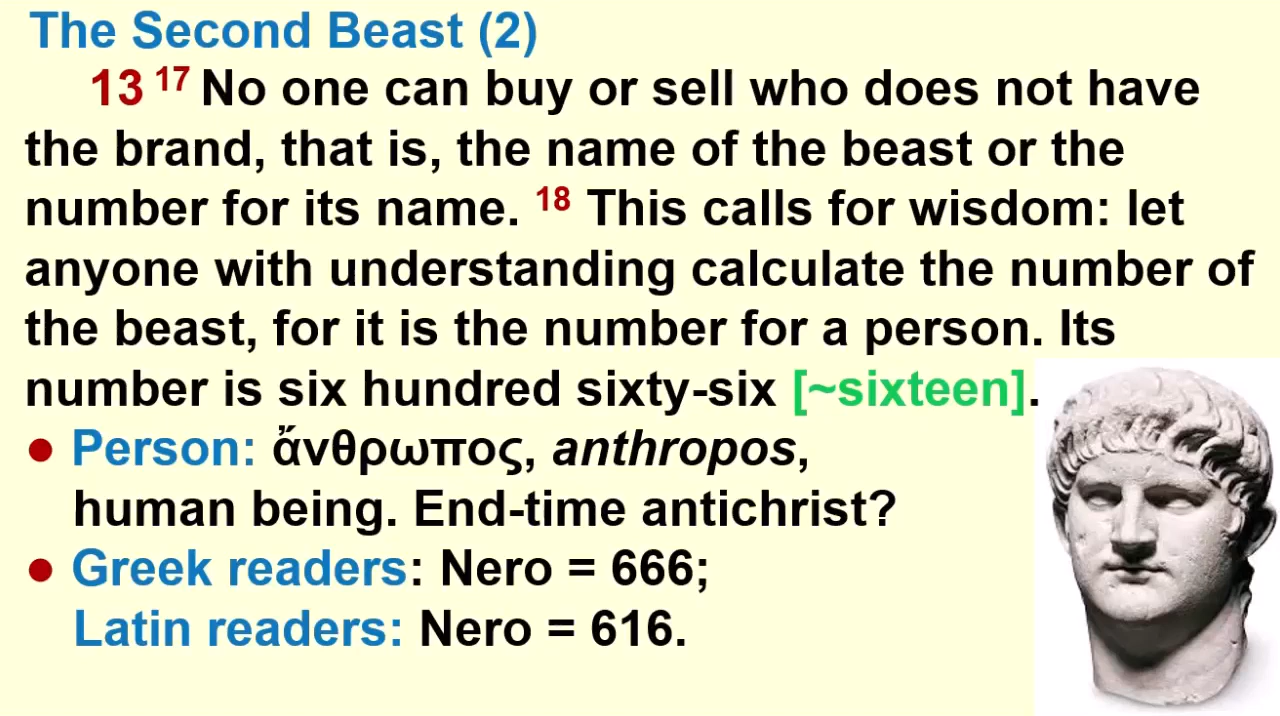 The Second Beast (2)
13 17 No one can buy or sell who does not have
the brand, that is, the name of the beast or the
number for its name. 18 This calls for wisdom: let
anyone with understanding calculate the number of
the beast, for it is the number for a person. Its
number is six hundred sixty-six [~sixteen].
● Person: ἄνθρωπος, anthropos,
human being. End-time antichrist?
● Greek readers: Nero = 666;
Latin readers: Nero = 616.